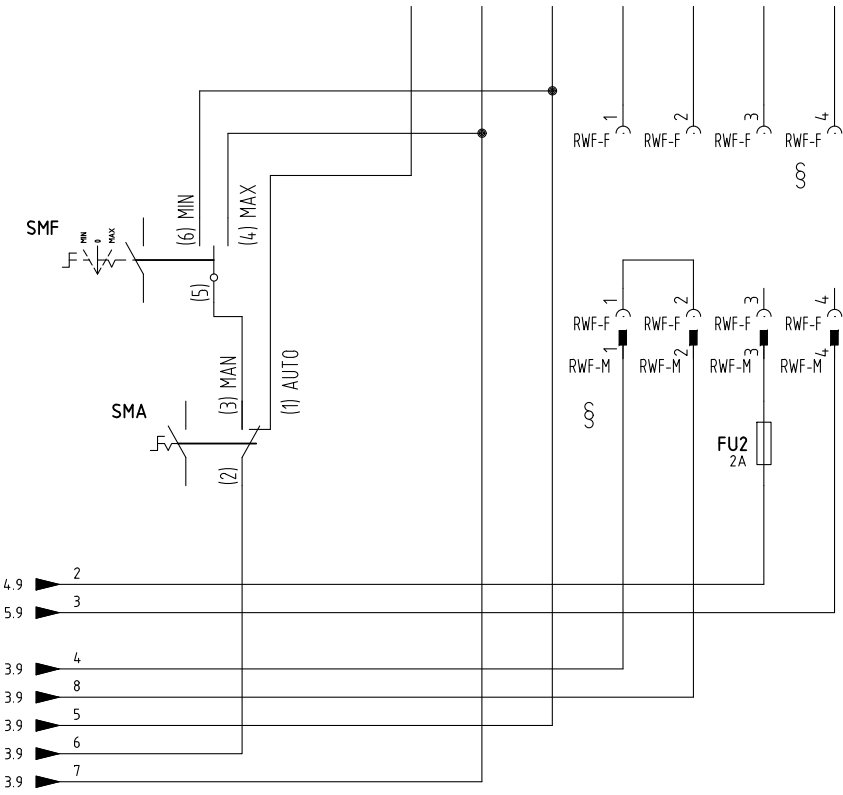 1
2
3
4
RWF-F
RWF-F
RWF-F
RWF-F
§
(6) MIN
(4) MAX
SMF
MIN
0
MAX
(5)
1
2
3
4
RWF-F
RWF-F
RWF-F
RWF-F
1
2
3
4
RWF-M
RWF-M
RWF-M
RWF-M
(3) MAN
(1) AUTO
SMA
§
(2)
FU2
2A
4.9 2
5.9 3
3.9 4
3.9 8
3.9 5
3.9 6
3.9 7